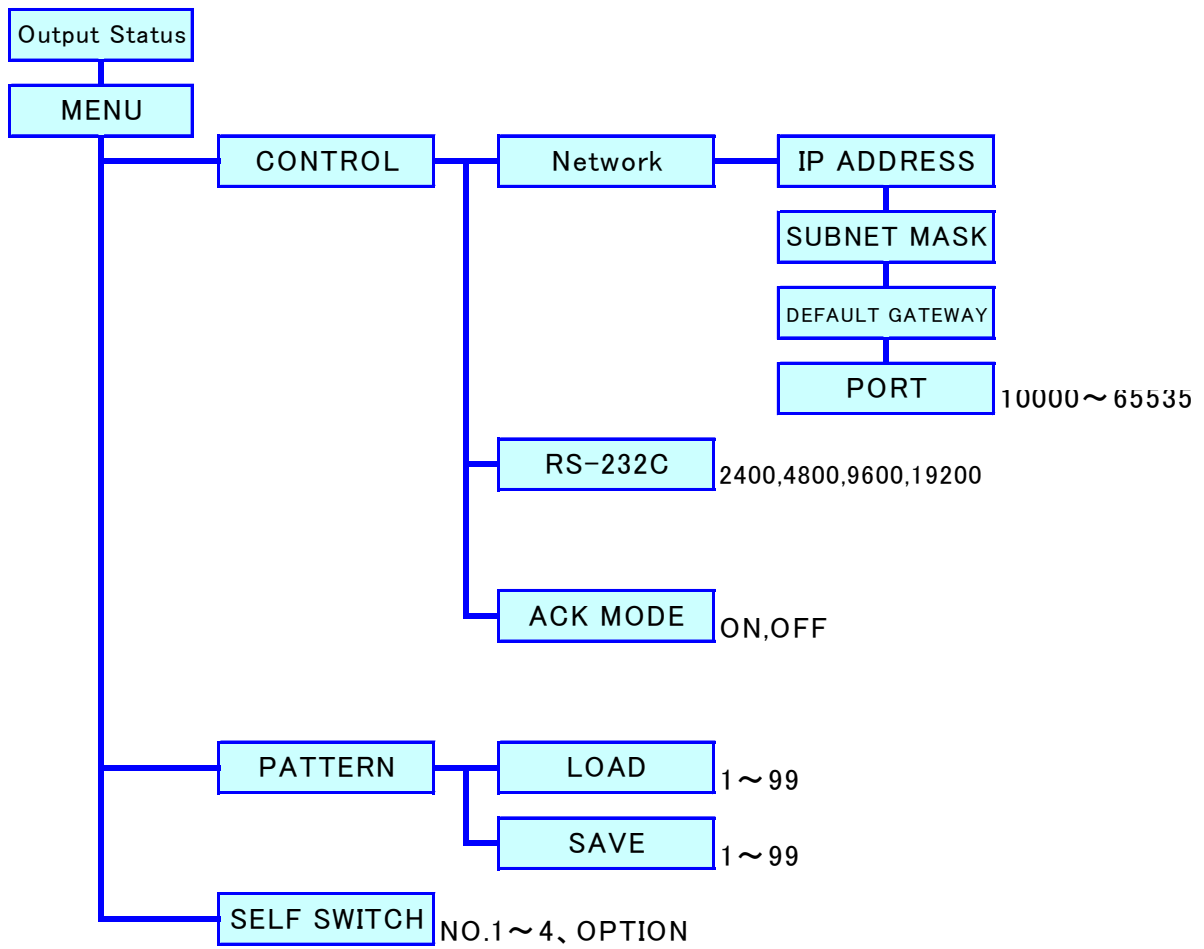 Output Status
MENU
CONTROL
Network
IP ADDRESS
SUBNET MASK
DEFAULT GATEWAY
PORT
10000～65535
RS-232C
2400,4800,9600,19200
ACK MODE
ON,OFF
PATTERN
LOAD
1～99
SAVE
1～99
SELF SWITCH
NO.1～4、OPTION